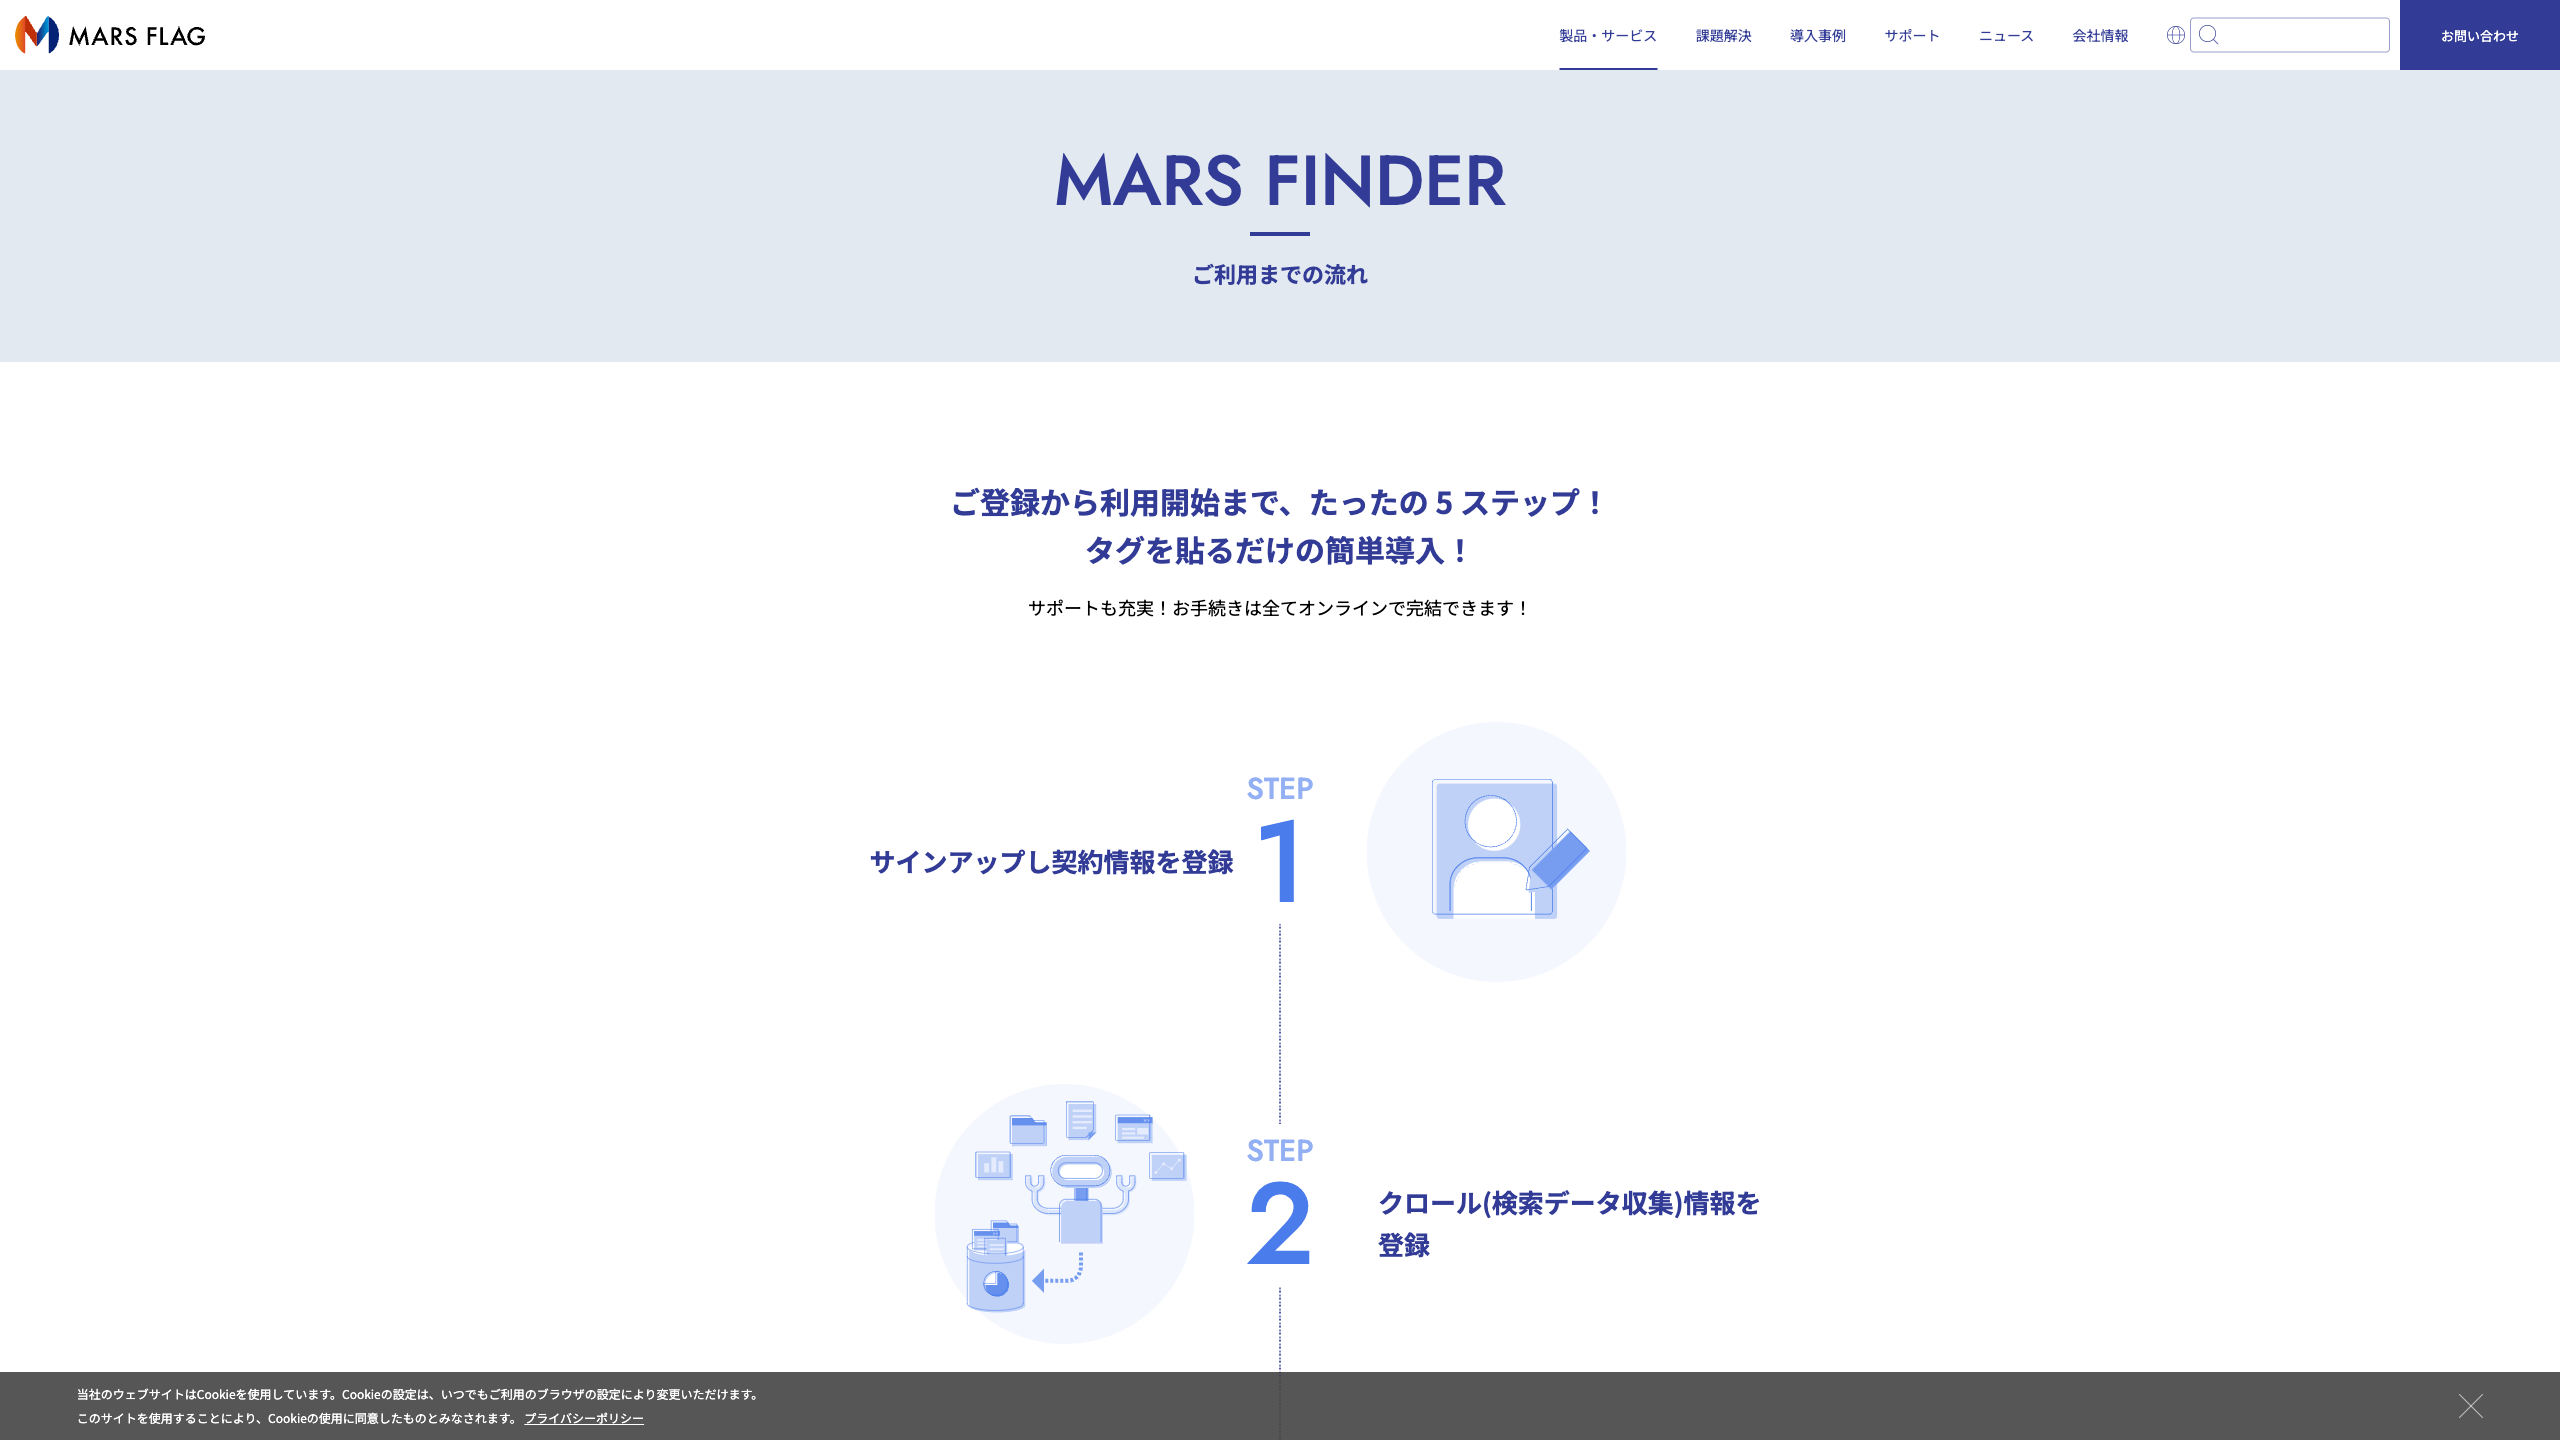 MARS FLAG
製品・サービス
課題解決
導入事例
サポート
ニュース
会社情報
お問い合わせ
MARS FINDER
ご利用までの流れ
ご登録から利用開始まで、たったの 5 ステップ！
タグを貼るだけの簡単導入！
サポートも充実！お手続きは全てオンラインで完結できます！
STEP
1
サインアップし契約情報を登録
STEP
2
クロール(検索データ収集)情報を
登録
当社のウェブサイトはCookieを使用しています。Cookieの設定は、いつでもご利用のブラウザの設定により変更いただけます。
このサイトを使用することにより、Cookieの使用に同意したものとみなされます。 プライバシーポリシー